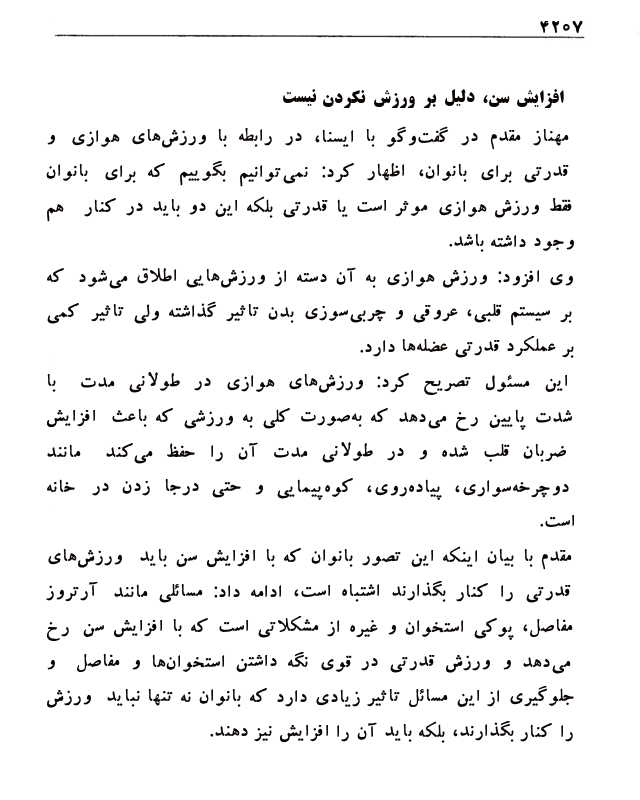 ۴۲۰۷
افزایش سن، دلیل بر ورزش نکردن نیست
مهناز مقدم در گفت‌وگو با ایسنا، در رابطه با ورزش‌های هوازی و
قدرتی برای بانوان، اظهار کرد: نمی‌توانیم بگوییم که برای بانوان
فقط ورزش هوازی موثر است یا قدرتی بلکه این دو باید در کنار هم
وجود داشته باشد.
وی افزود: ورزش هوازی به آن دسته از ورزش‌هایی اطلاق می‌شود که
بر سیستم قلبی، عروقی و چربی‌سوزی بدن تاثیر گذاشته ولی تاثیر کمی
بر عملکرد قدرتی عضله‌ها دارد.
این مسئول تصریح کرد: ورزش‌های هوازی در طولانی مدت با
شدت پایین رخ می‌دهد که به‌صورت کلی به ورزشی که باعث افزایش
ضربان قلب شده و در طولانی مدت آن را حفظ می‌کند مانند
دوچرخه‌سواری، پیاده‌روی، کوه‌پیمایی و حتی درجا زدن در خانه
است.
مقدم با بیان اینکه این تصور بانوان که با افزایش سن باید ورزش‌های
قدرتی را کنار بگذارند اشتباه است، ادامه داد: مسائلی مانند آرتروز
مفاصل، پوکی استخوان و غیره از مشکلاتی است که با افزایش سن رخ
می‌دهد و ورزش قدرتی در قوی نگه داشتن استخوان‌ها و مفاصل و
جلوگیری از این مسائل تاثیر زیادی دارد که بانوان نه تنها نباید ورزش
را کنار بگذارند، بلکه باید آن را افزایش نیز دهند.